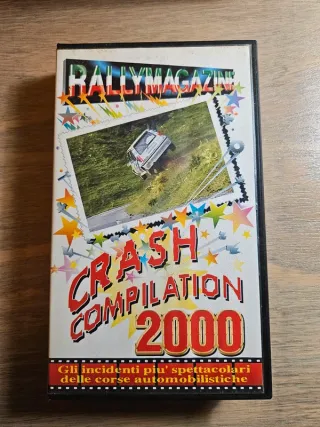 RALLYMAGAZINE
CRASH
COMPILATION
2000
Gli incidenti piu' spettacolari
delle corse automobilistiche